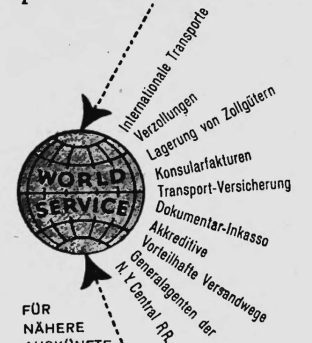 Internationale Transporte
Verzollungen
Lagerung von Zollgütern
Konsularfakturen
Transport-Versicherung
Dokumentar-Inkasso
Akkreditive
Vorteilhafte Versandwege
Generalagenten der
N. Y. Central RR.
WORLD
SERVICE
FÜR
NÄHERE